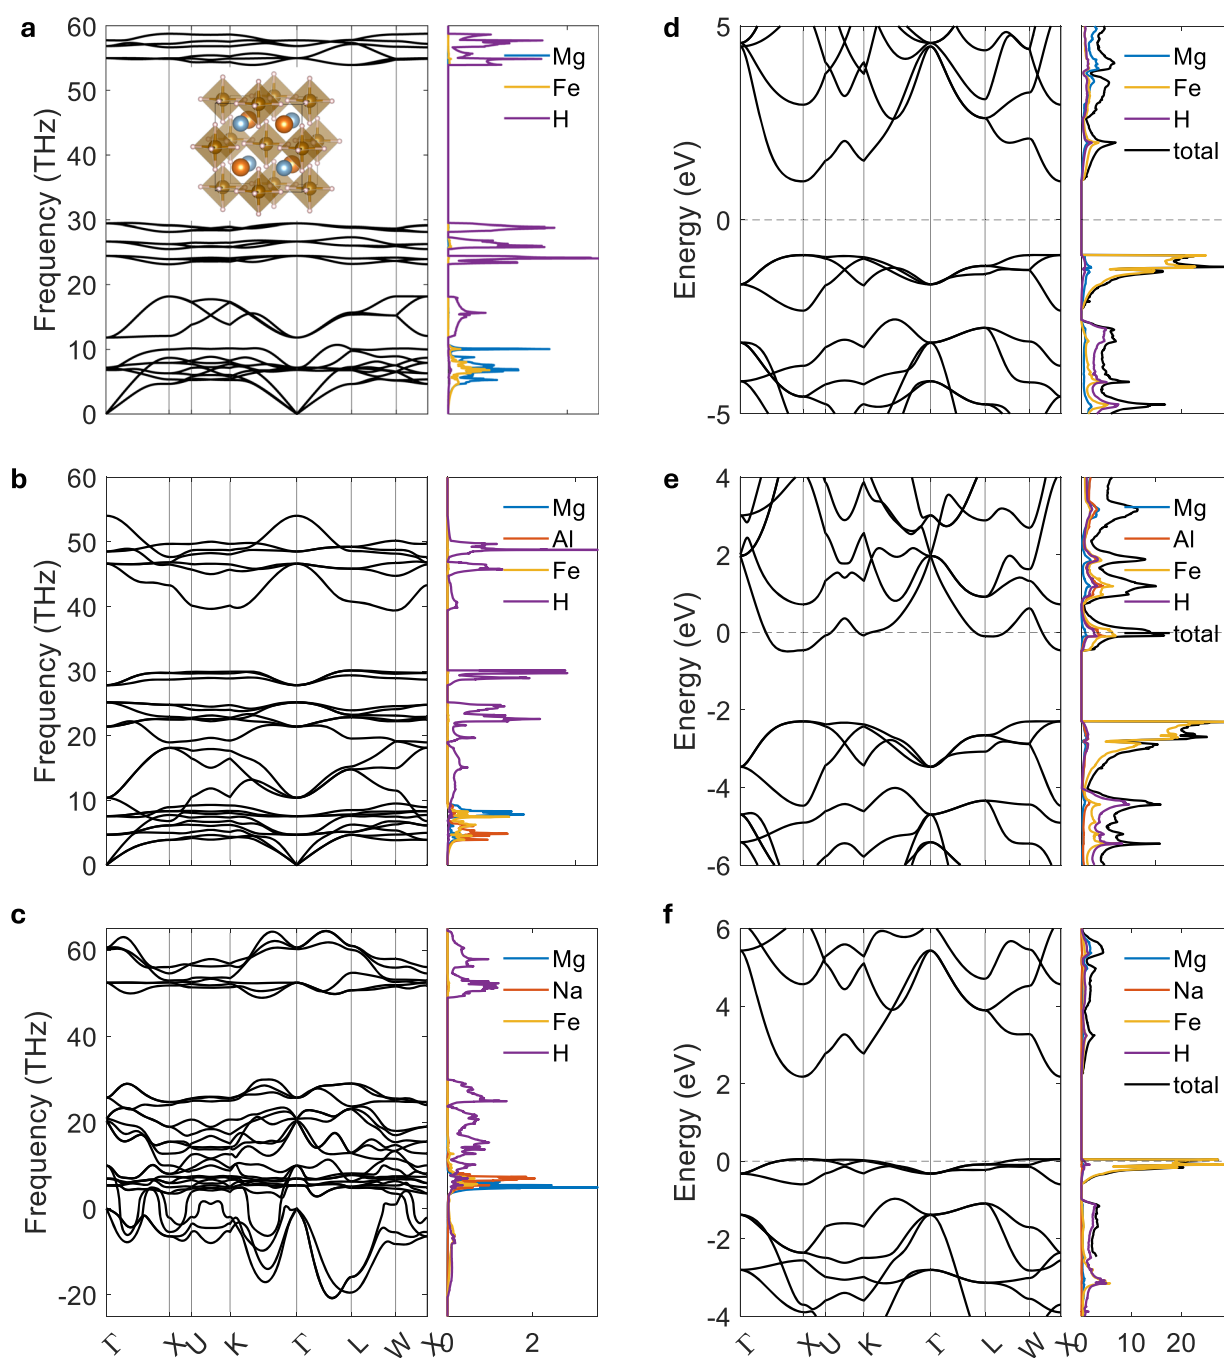 a
60
50
40
30
20
10
0
Frequency (THz)
Mg
Fe
H
d
5
0
-5
Energy (eV)
Mg
Fe
H
total
b
60
50
40
30
20
10
0
Frequency (THz)
Mg
Al
Fe
H
e
4
2
0
-2
-4
-6
Energy (eV)
Mg
Al
Fe
H
total
c
60
40
20
0
-20
Frequency (THz)
Mg
Na
Fe
H
Γ X U K Γ L W X
0 2
f
6
4
2
0
-2
-4
Energy (eV)
Mg
Na
Fe
H
total
Γ X U K Γ L W X
0 10 20